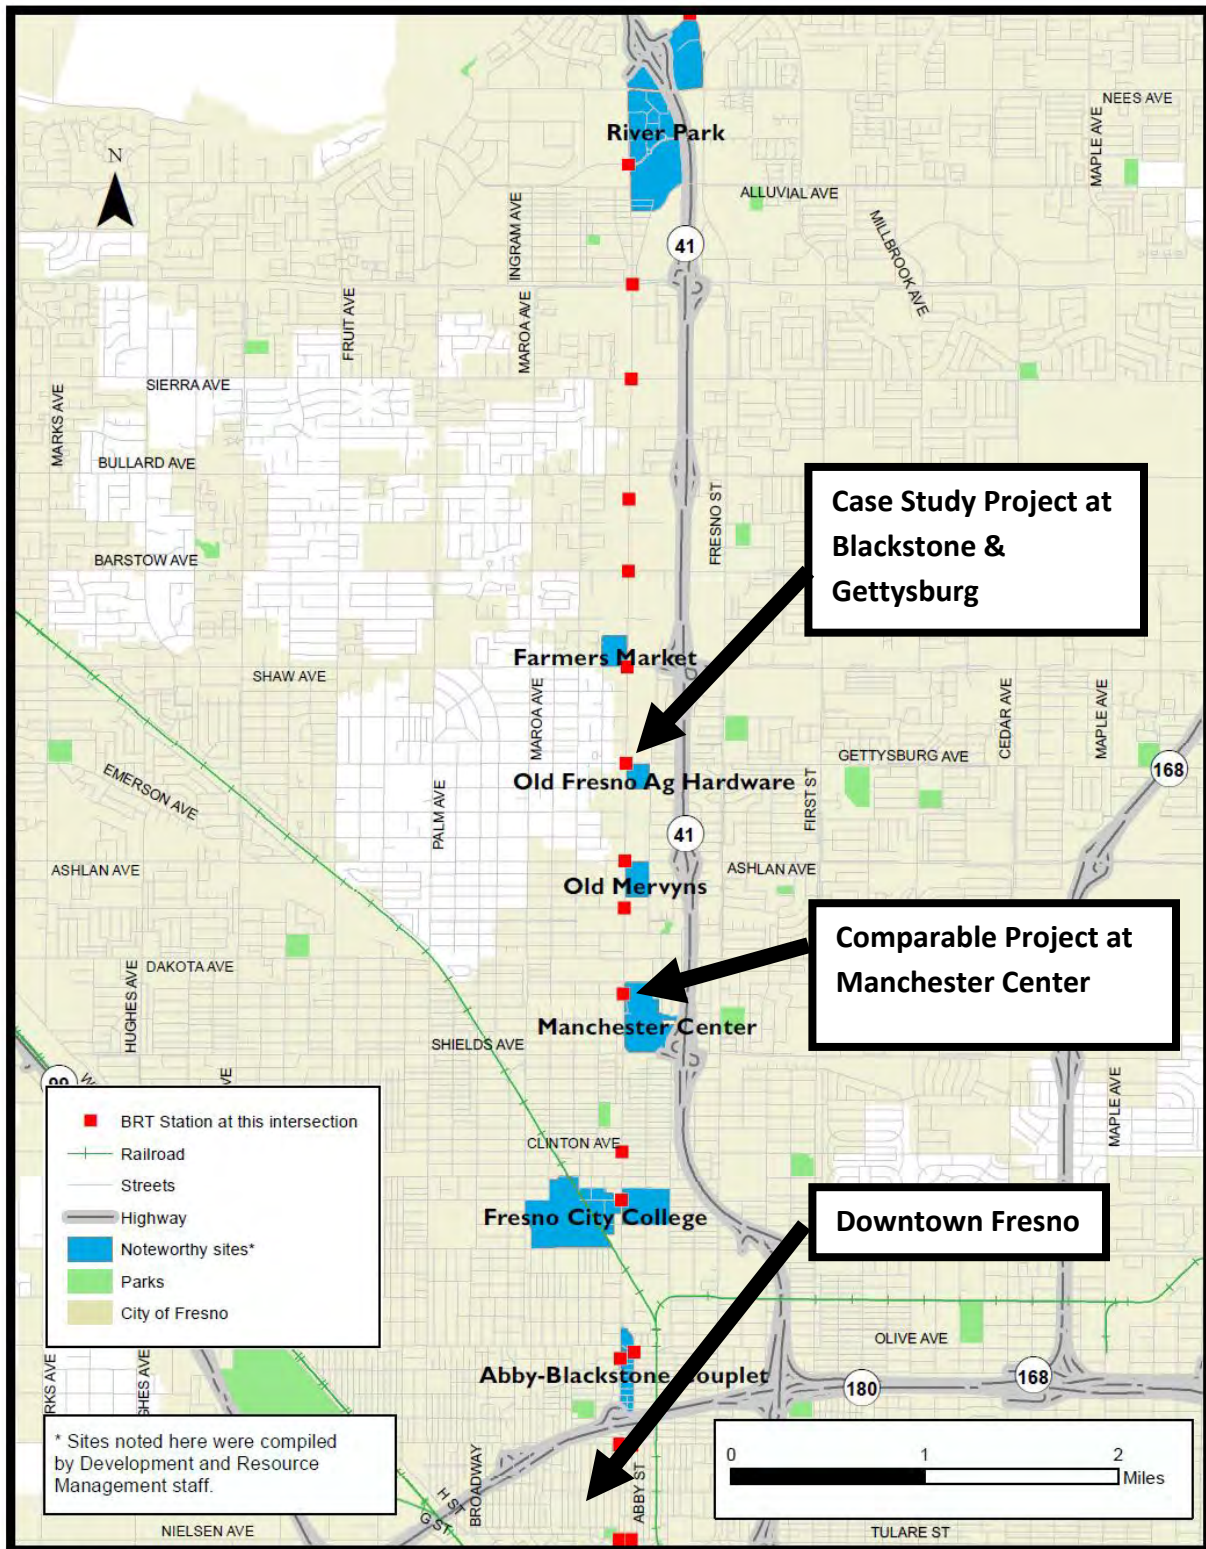 NEES AVE
MAPLE AVE
River Park
N
ALLUVIAL AVE
INGRAM AVE
MILLBROOK AVE
41
FRUIT AVE
MAROA AVE
SIERRA AVE
MARKS AVE
BULLARD AVE
Case Study Project at
Blackstone &
Gettysburg
FRESNO ST
BARSTOW AVE
Farmers Market
SHAW AVE
MAROA AVE
CEDAR AVE
MAPLE AVE
GETTYSBURG AVE
168
EMERSON AVE
Old Fresno Ag Hardware
PALM AVE
FIRST ST
41
ASHLAN AVE
ASHLAN AVE
Old Mervyns
Comparable Project at
Manchester Center
DAKOTA AVE
HUGHES AVE
Manchester Center
SHIELDS AVE
99
MAPLE AVE
BRT Station at this intersection
Railroad
Streets
Highway
Noteworthy sites*
Parks
City of Fresno
CLINTON AVE
Fresno City College
Downtown Fresno
OLIVE AVE
Abby-Blackstone Couplet
180
168
* Sites noted here were compiled
by Development and Resource
Management staff.
BROADWAY
H ST
G ST
ABBY ST
0 1 2
Miles
NIELSEN AVE
TULARE ST